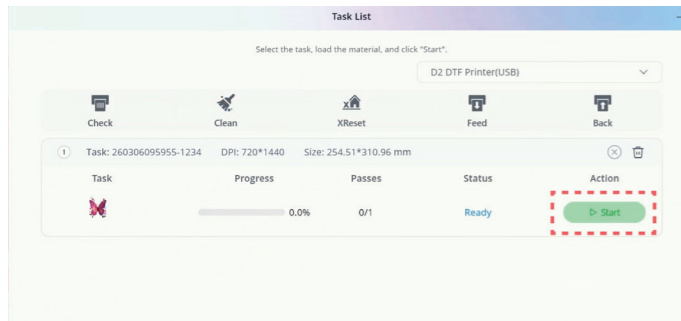 Task List
Select the task, load the material, and click "Start".
D2 DTF Printer(USB)
Check Clean XReset Feed Back
1 Task: 260306095955-1234 DPI: 720*1440 Size: 254.51*310.96 mm
Task Progress Passes Status Action
0.0% 0/1 Ready Start